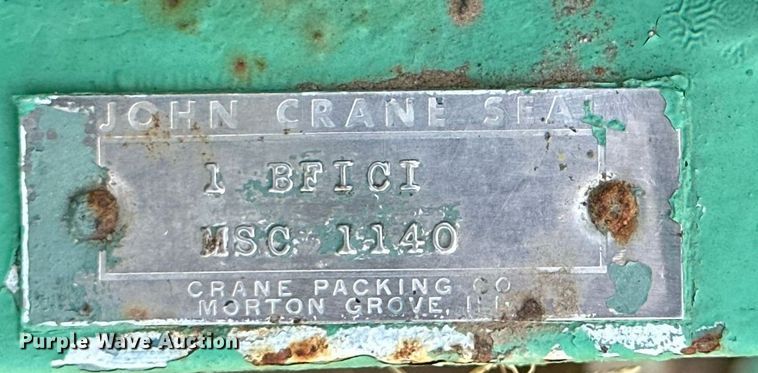 JOHN CRANE SEAL
1 BFICI
MSC 1140
CRANE PACKING CO
MORTON GROVE, ILL
Purple Wave Auction